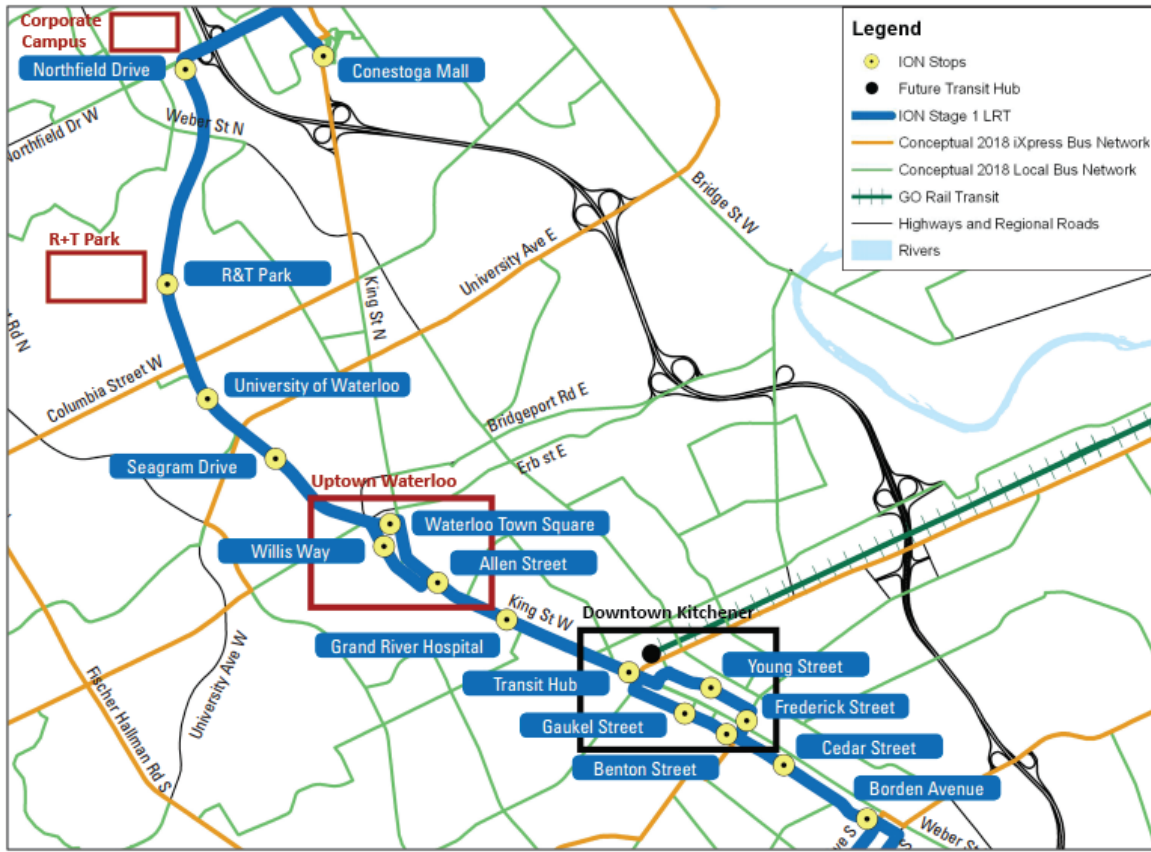 Corporate
Campus
Northfield Drive
Conestoga Mall
Northfield Dr W
Weber St N
Bridge St W
R+T Park
R&T Park
King St N
University Ave E
Rd N
Columbia Street W
University of Waterloo
Bridgeport Rd E
Erb st E
Seagram Drive
Uptown Waterloo
Waterloo Town Square
Willis Way
Allen Street
King St W
Downtown Kitchener
Grand River Hospital
Young Street
Transit Hub
Frederick Street
Gaukel Street
Cedar Street
Benton Street
Borden Avenue
University Ave W
Fischer Hallman Rd S
Weber St
ve S
Legend
ION Stops
Future Transit Hub
ION Stage 1 LRT
Conceptual 2018 iXpress Bus Network
Conceptual 2018 Local Bus Network
GO Rail Transit
Highways and Regional Roads
Rivers